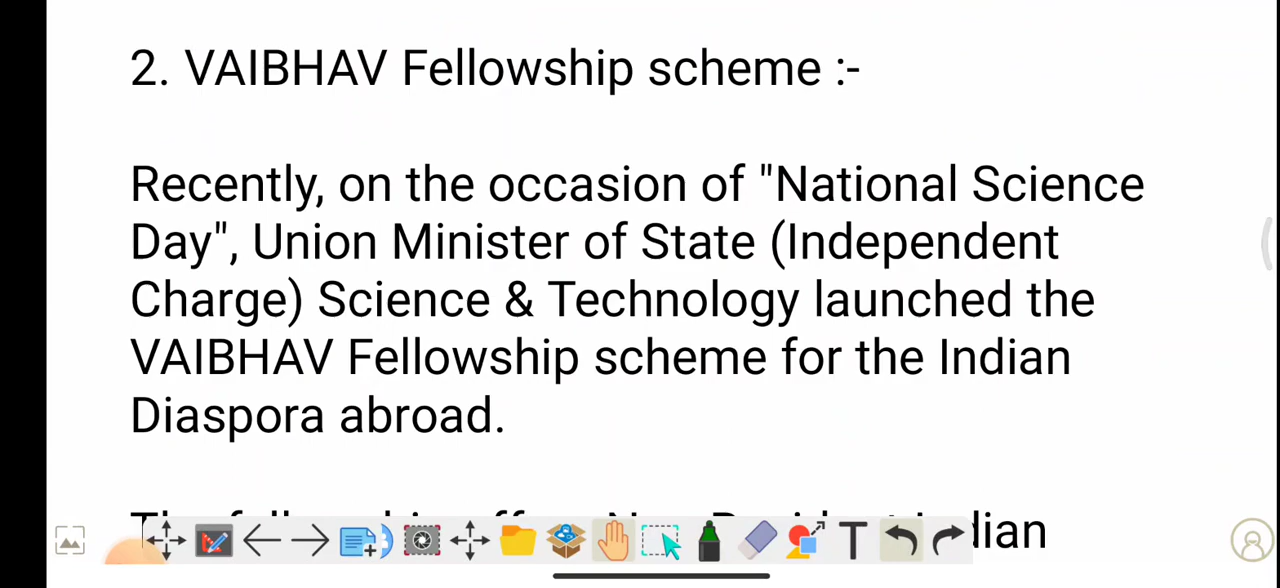 2. VAIBHAV Fellowship scheme :-
Recently, on the occasion of "National Science
Day", Union Minister of State (Independent
Charge) Science & Technology launched the
VAIBHAV Fellowship scheme for the Indian
Diaspora abroad.
dian
T